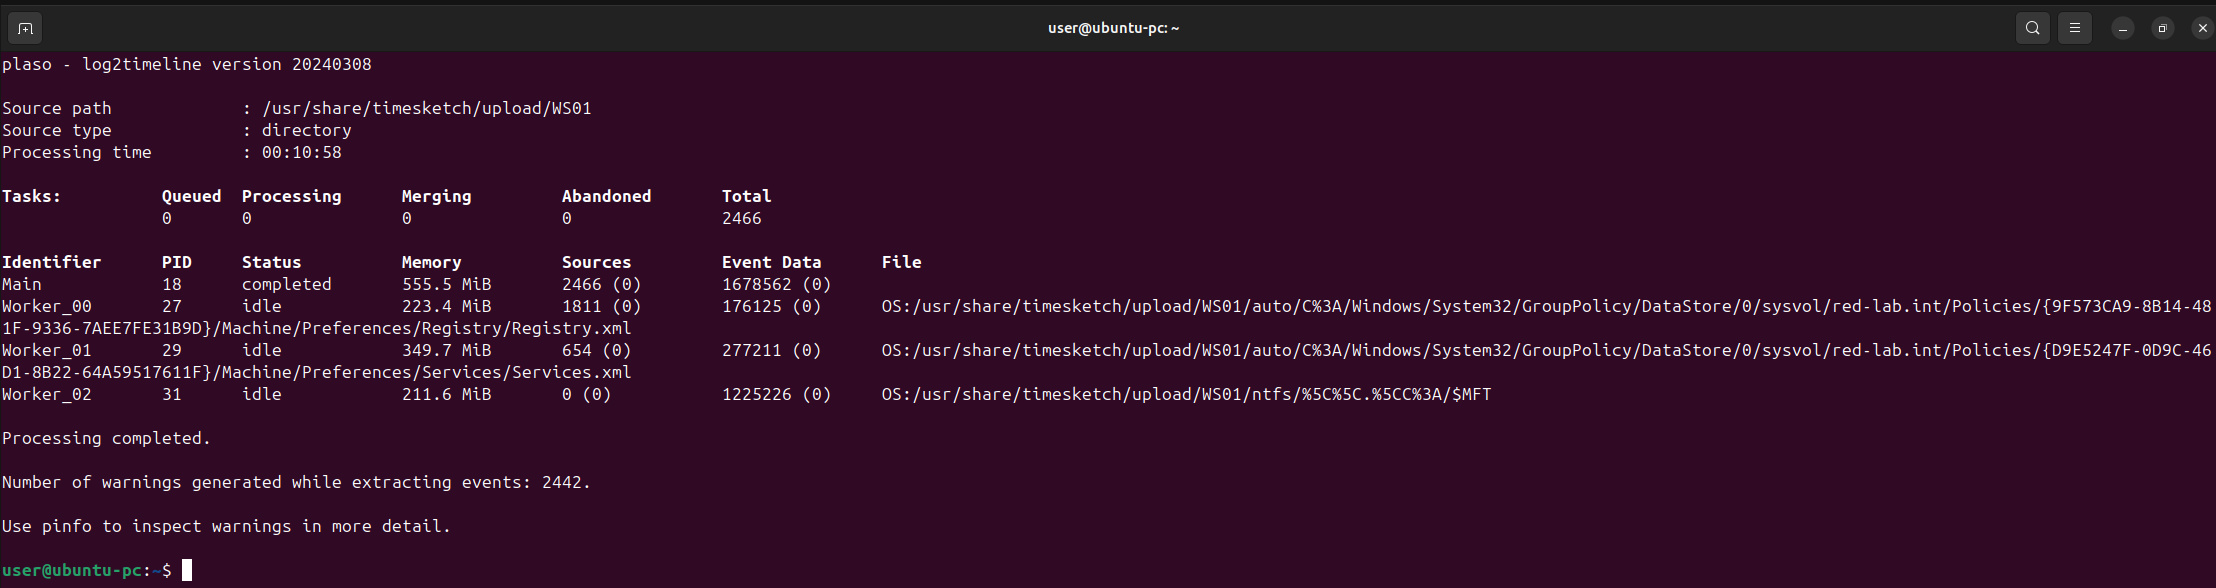 user@ubuntu-pc: ~
plaso - log2timeline version 20240308
Source path : /usr/share/timesketch/upload/WS01
Source type : directory
Processing time : 00:10:58
Tasks: Queued Processing Merging Abandoned Total
0 0 0 0 2466
Identifier PID Status Memory Sources Event Data File
Main 18 completed 555.5 MiB 2466 (0) 1678562 (0)
Worker_00 27 idle 223.4 MiB 1811 (0) 176125 (0) OS:/usr/share/timesketch/upload/WS01/auto/C%3A/Windows/System32/GroupPolicy/DataStore/0/sysvol/red-lab.int/Policies/{9F573CA9-8B14-48
1F-9336-7AEE7FE31B9D}/Machine/Preferences/Registry/Registry.xml
Worker_01 29 idle 349.7 MiB 654 (0) 277211 (0) OS:/usr/share/timesketch/upload/WS01/auto/C%3A/Windows/System32/GroupPolicy/DataStore/0/sysvol/red-lab.int/Policies/{D9E5247F-0D9C-46
D1-8B22-64A59517611F}/Machine/Preferences/Services/Services.xml
Worker_02 31 idle 211.6 MiB 0 (0) 1225226 (0) OS:/usr/share/timesketch/upload/WS01/ntfs/%5C%5C.%5CC%3A/$MFT
Processing completed.
Number of warnings generated while extracting events: 2442.
Use pinfo to inspect warnings in more detail.
user@ubuntu-pc:~$